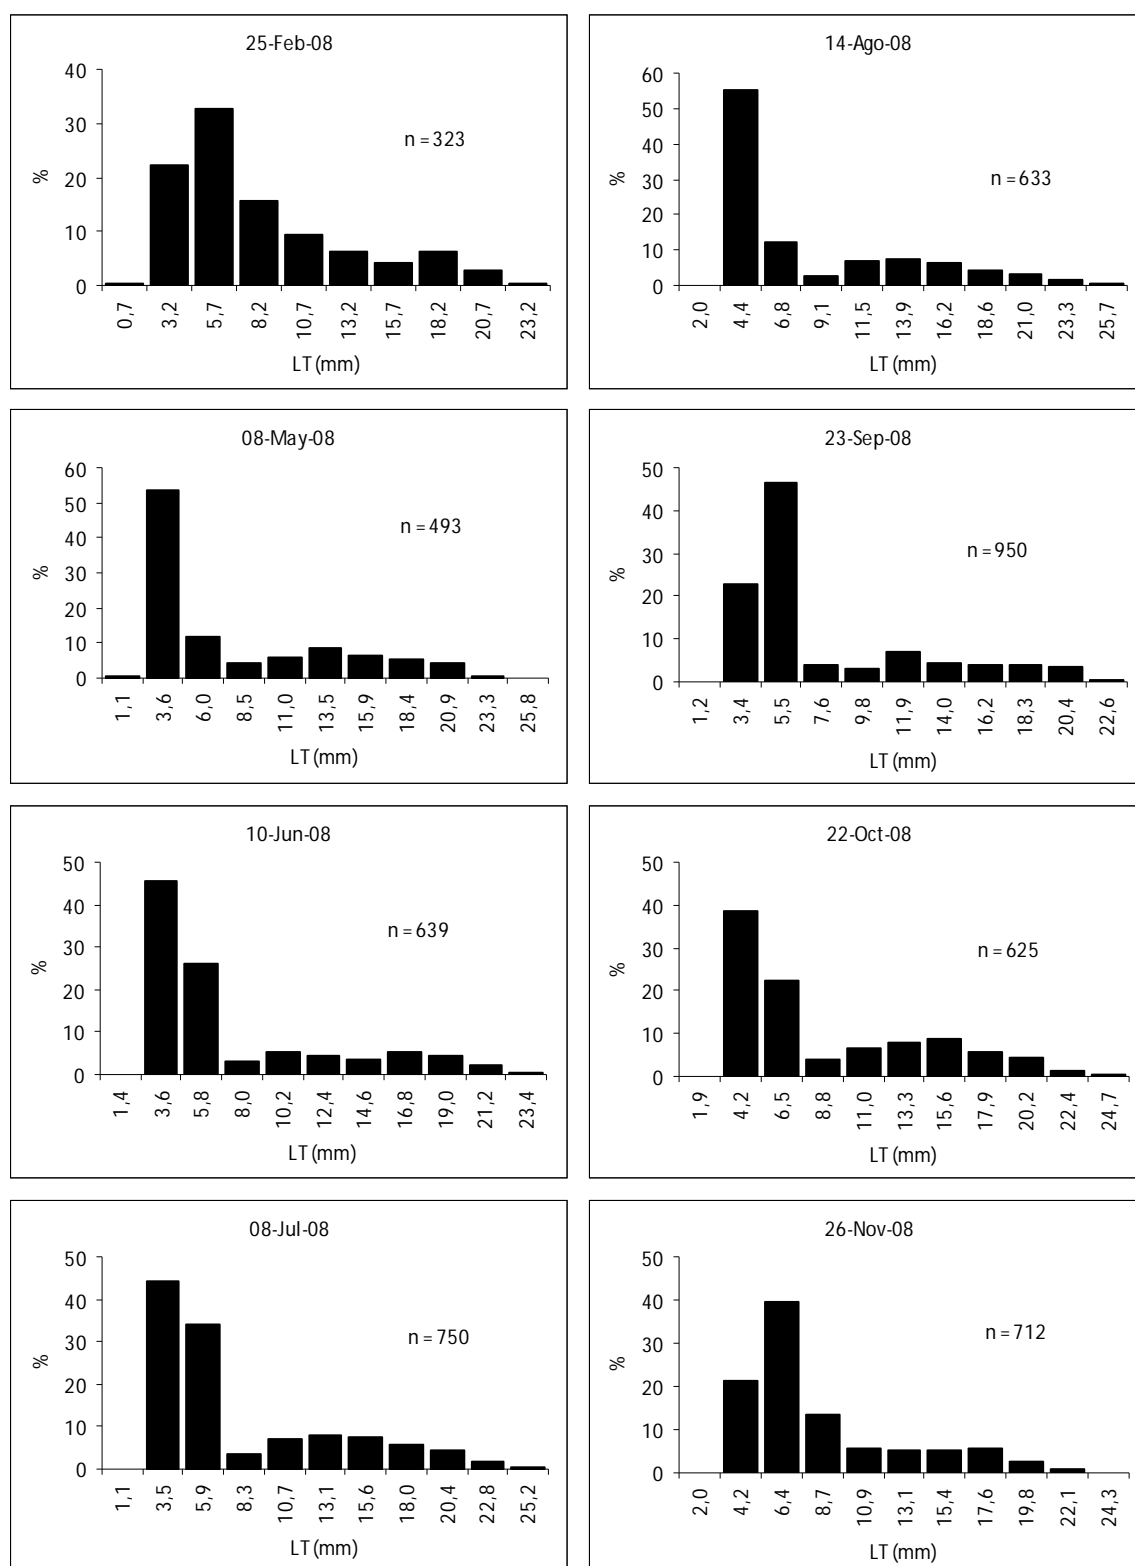 25-Feb-08
40
30
20
10
0
%
n = 323
0,7 3,2 5,7 8,2 10,7 13,2 15,7 18,2 20,7 23,2
LT (mm)
14-Ago-08
60
50
40
30
20
10
0
%
n = 633
2,0 4,4 6,8 9,1 11,5 13,9 16,2 18,6 21,0 23,3 25,7
LT (mm)
08-May-08
60
50
40
30
20
10
0
%
n = 493
1,1 3,6 6,0 8,5 11,0 13,5 15,9 18,4 20,9 23,3 25,8
LT (mm)
23-Sep-08
50
40
30
20
10
0
%
n = 950
1,2 3,4 5,5 7,6 9,8 11,9 14,0 16,2 18,3 20,4 22,6
LT (mm)
10-Jun-08
50
40
30
20
10
0
%
n = 639
1,4 3,6 5,8 8,0 10,2 12,4 14,6 16,8 19,0 21,2 23,4
LT (mm)
22-Oct-08
50
40
30
20
10
0
%
n = 625
1,9 4,2 6,5 8,8 11,0 13,3 15,6 17,9 20,2 22,4 24,7
LT (mm)
08-Jul-08
50
40
30
20
10
0
%
n = 750
1,1 3,5 5,9 8,3 10,7 13,1 15,6 18,0 20,4 22,8 25,2
LT (mm)
26-Nov-08
50
40
30
20
10
0
%
n = 712
2,0 4,2 6,4 8,7 10,9 13,1 15,4 17,6 19,8 22,1 24,3
LT (mm)